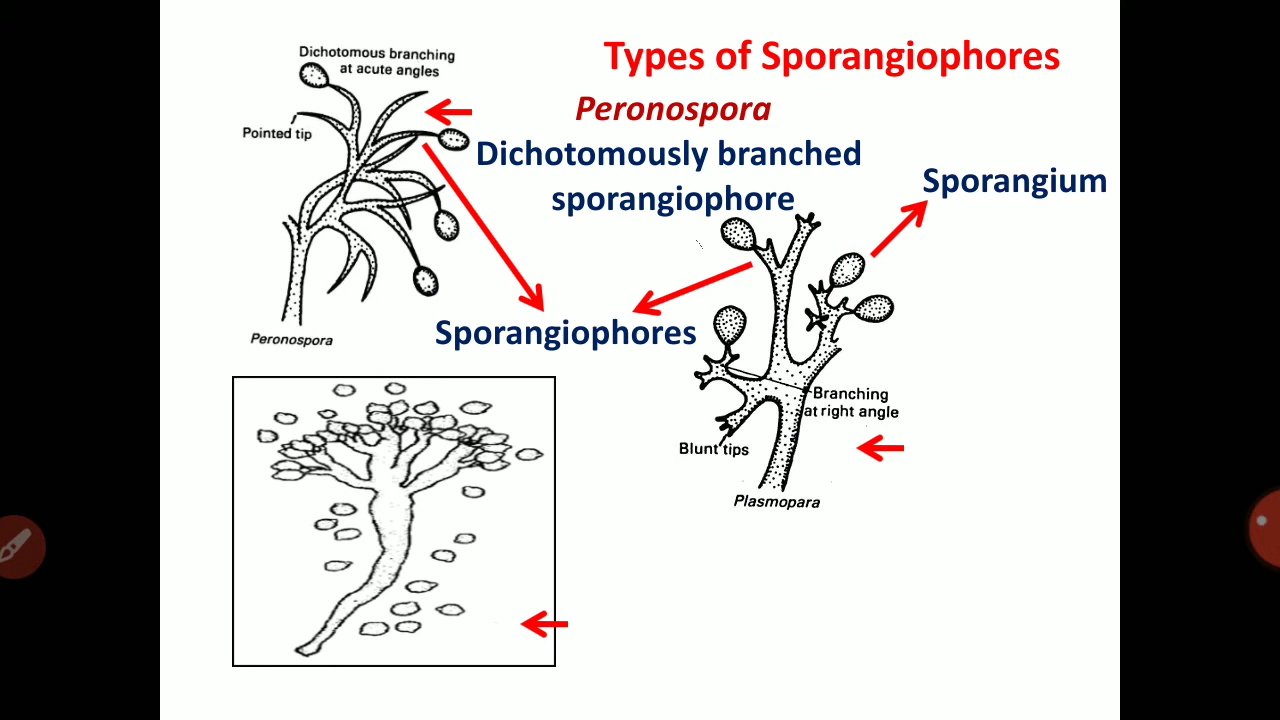 Types of Sporangiophores
Dichotomous branching
at acute angles
Pointed tip
Peronospora
Dichotomously branched
sporangiophore
Sporangium
Sporangiophores
Peronospora
Branching
at right angle
Blunt tips
Plasmopara